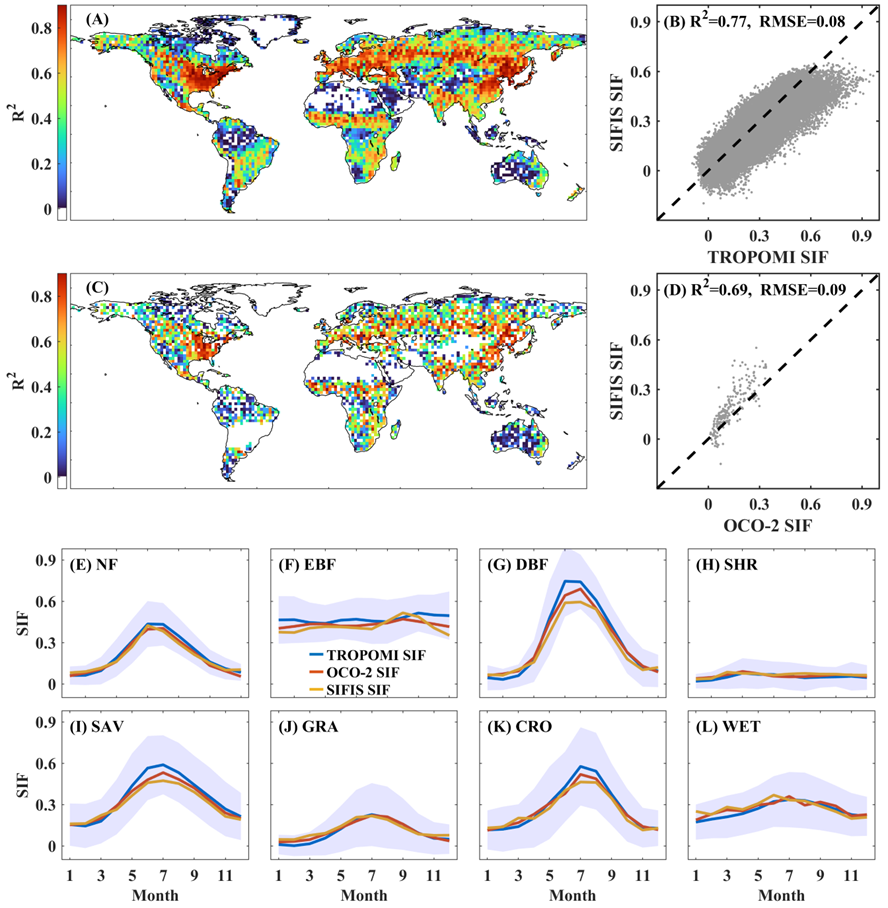 (A)
0.8
0.6
0.4
0.2
0
R²
(B) R²=0.77, RMSE=0.08
0.9
0.6
0.3
0
SIFIS SIF
0 0.3 0.6 0.9
TROPOMI SIF
(C)
0.8
0.6
0.4
0.2
0
R²
(D) R²=0.69, RMSE=0.09
0.9
0.6
0.3
0
SIFIS SIF
0 0.3 0.6 0.9
OCO-2 SIF
(E) NF
(F) EBF
(G) DBF
(H) SHR
0.9
0.6
0.3
0
SIF
TROPOMI SIF
OCO-2 SIF
SIFIS SIF
(I) SAV
(J) GRA
(K) CRO
(L) WET
0.9
0.6
0.3
0
SIF
1 3 5 7 9 11
1 3 5 7 9 11
1 3 5 7 9 11
1 3 5 7 9 11
Month
Month
Month
Month